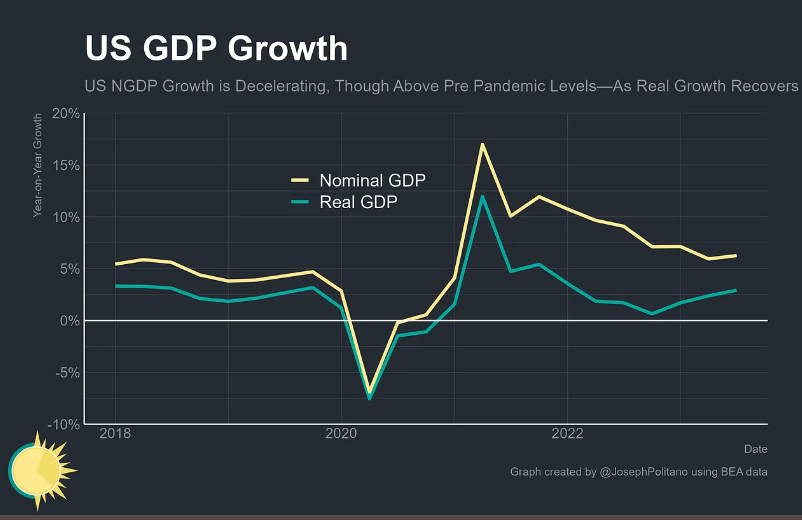 US GDP Growth
US NGDP Growth is Decelerating, Though Above Pre Pandemic Levels—As Real Growth Recovers
Year-on-Year Growth
20%
15%
10%
5%
0%
-5%
-10%
Nominal GDP
Real GDP
2018
2020
2022
Date
Graph created by @JosephPolitano using BEA data